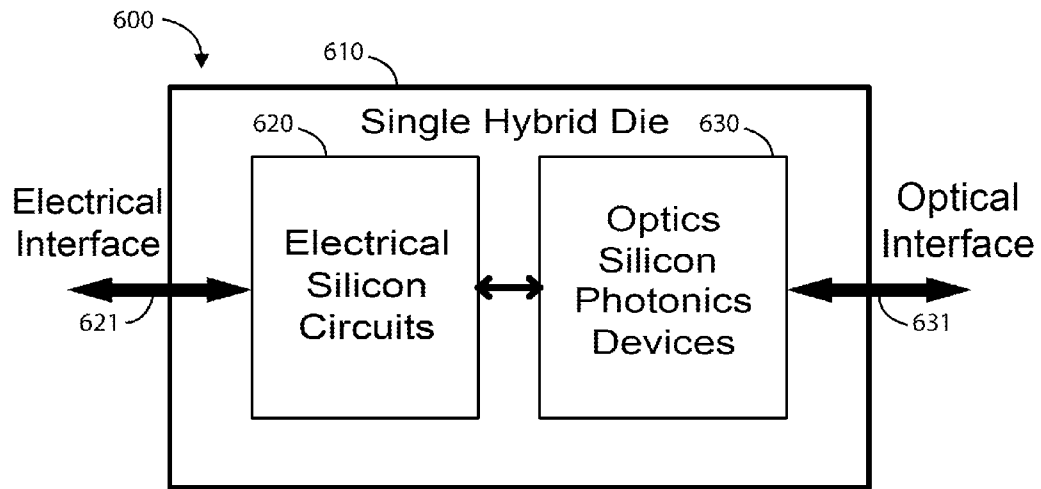 600
610
Single Hybrid Die
620
630
Electrical
Interface
Electrical
Silicon
Circuits
Optics
Silicon
Photonics
Devices
Optical
Interface
621
631